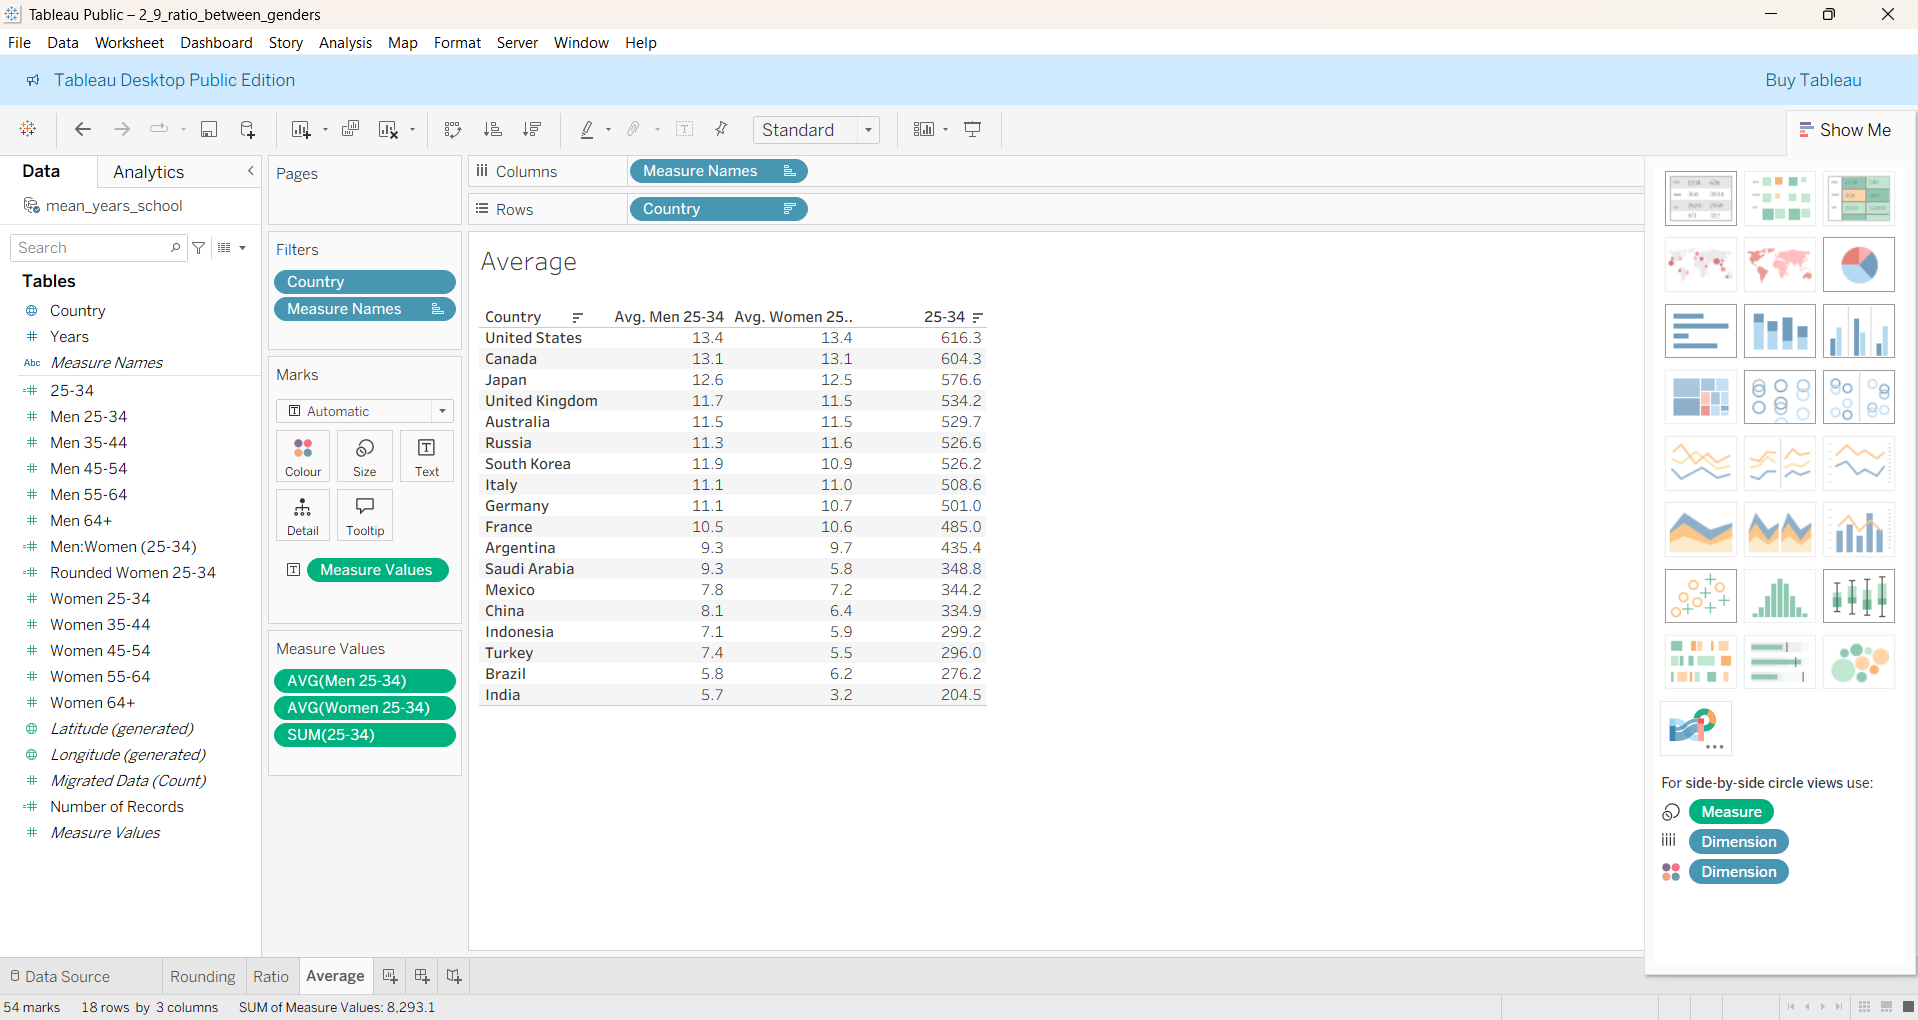 Tableau Public – 2_9_ratio_between_genders
File Data Worksheet Dashboard Story Analysis Map Format Server Window Help
Tableau Desktop Public Edition Buy Tableau
Standard
Show Me
Data Analytics
mean_years_school
Search
Tables
Country
Years
Abc Measure Names
25-34
Men 25-34
Men 35-44
Men 45-54
Men 55-64
Men 64+
Men:Women (25-34)
Rounded Women 25-34
Women 25-34
Women 35-44
Women 45-54
Women 55-64
Women 64+
Latitude (generated)
Longitude (generated)
Migrated Data (Count)
Number of Records
Measure Values
Pages
Filters
Country
Measure Names
Marks
Automatic
Colour Size Text
Detail Tooltip
Measure Values
Measure Values
AVG(Men 25-34)
AVG(Women 25-34)
SUM(25-34)
Columns Measure Names
Rows Country
Average
Country Avg. Men 25-34 Avg. Women 25.. 25-34
United States 13.4 13.4 616.3
Canada 13.1 13.1 604.3
Japan 12.6 12.5 576.6
United Kingdom 11.7 11.5 534.2
Australia 11.5 11.5 529.7
Russia 11.3 11.6 526.6
South Korea 11.9 10.9 526.2
Italy 11.1 11.0 508.6
Germany 11.1 10.7 501.0
France 10.5 10.6 485.0
Argentina 9.3 9.7 435.4
Saudi Arabia 9.3 5.8 348.8
Mexico 7.8 7.2 344.2
China 8.1 6.4 334.9
Indonesia 7.1 5.9 299.2
Turkey 7.4 5.5 296.0
Brazil 5.8 6.2 276.2
India 5.7 3.2 204.5
For side-by-side circle views use:
Measure
Dimension
Dimension
Data Source Rounding Ratio Average
54 marks 18 rows by 3 columns SUM of Measure Values: 8,293.1